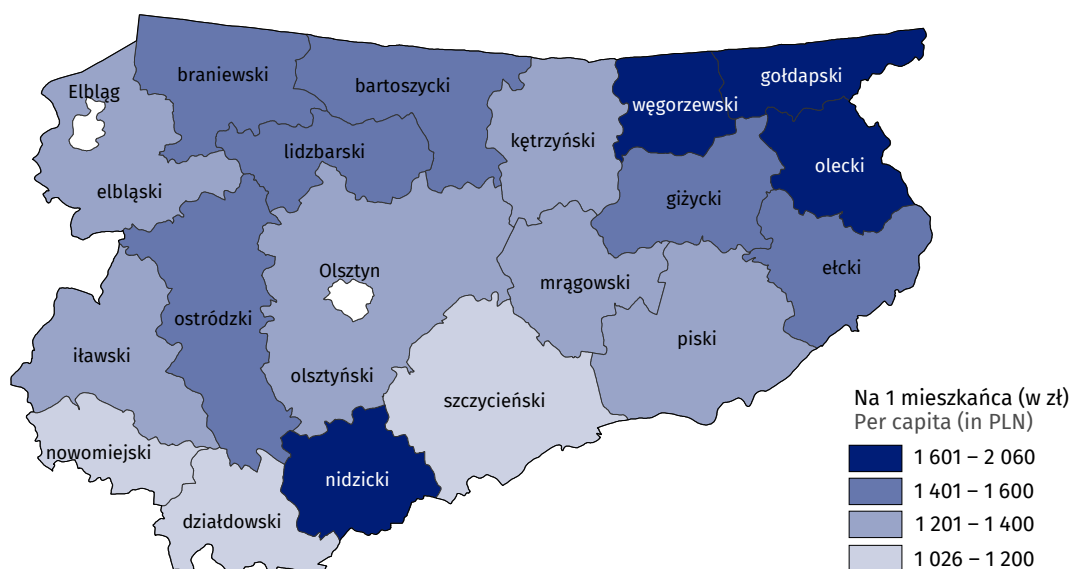 braniewski
bartoszycki
gołdapski
Elbląg
węgorzewski
kętrzyński
lidzbarski
olecki
elbląski
giżycki
Olsztyn
ełcki
mrągowski
ostródzki
piski
iławski
olsztyński
szczycieński
nowomiejski
nidzicki
działdowski
Na 1 mieszkańca (w zł)
Per capita (in PLN)
1 601 – 2 060
1 401 – 1 600
1 201 – 1 400
1 026 – 1 200